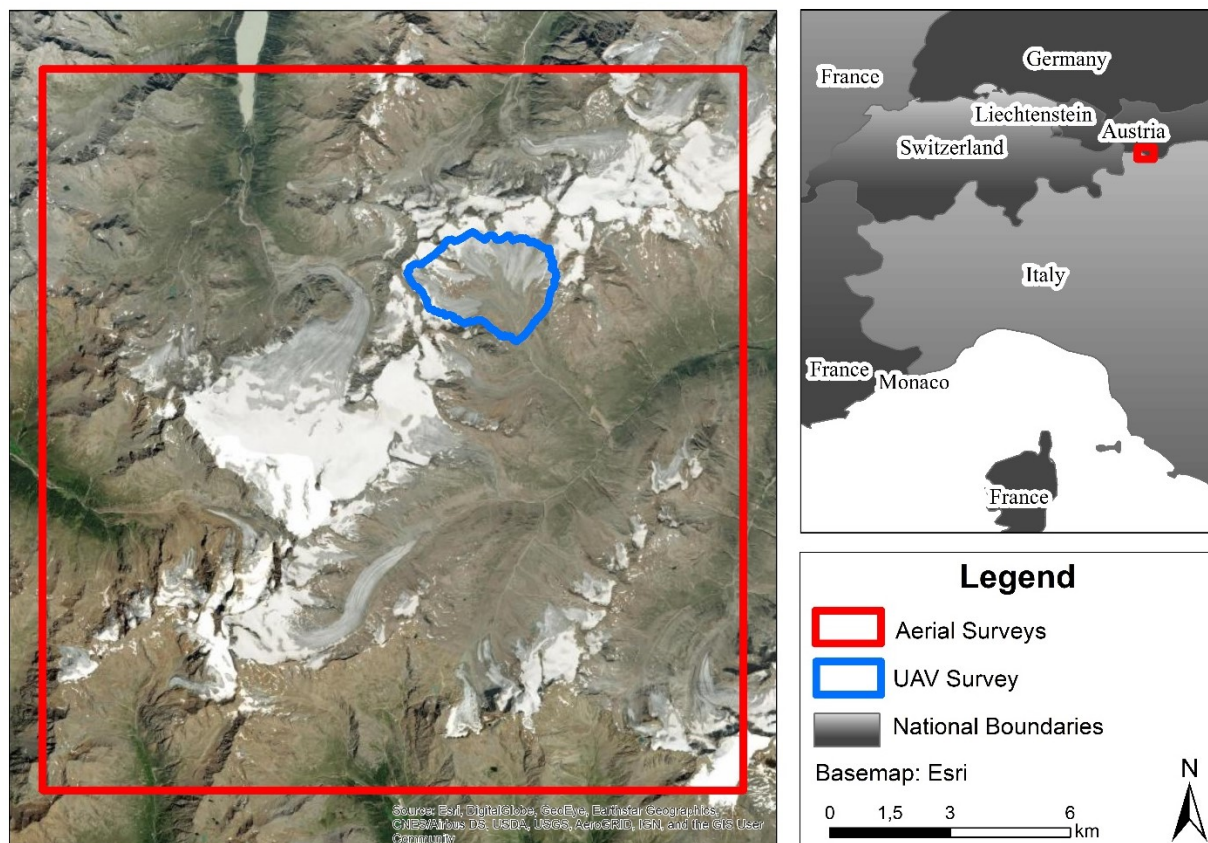 Source: Esri, DigitalGlobe, GeoEye, Earthstar Geographics,
CNES/Airbus DS, USDA, USGS, AeroGRID, IGN, and the GIS User
Community
Germany
France
Liechtenstein
Austria
Switzerland
Italy
France
Monaco
France
Legend
Aerial Surveys
UAV Survey
National Boundaries
Basemap: Esri
N
0 1,5 3 6
km